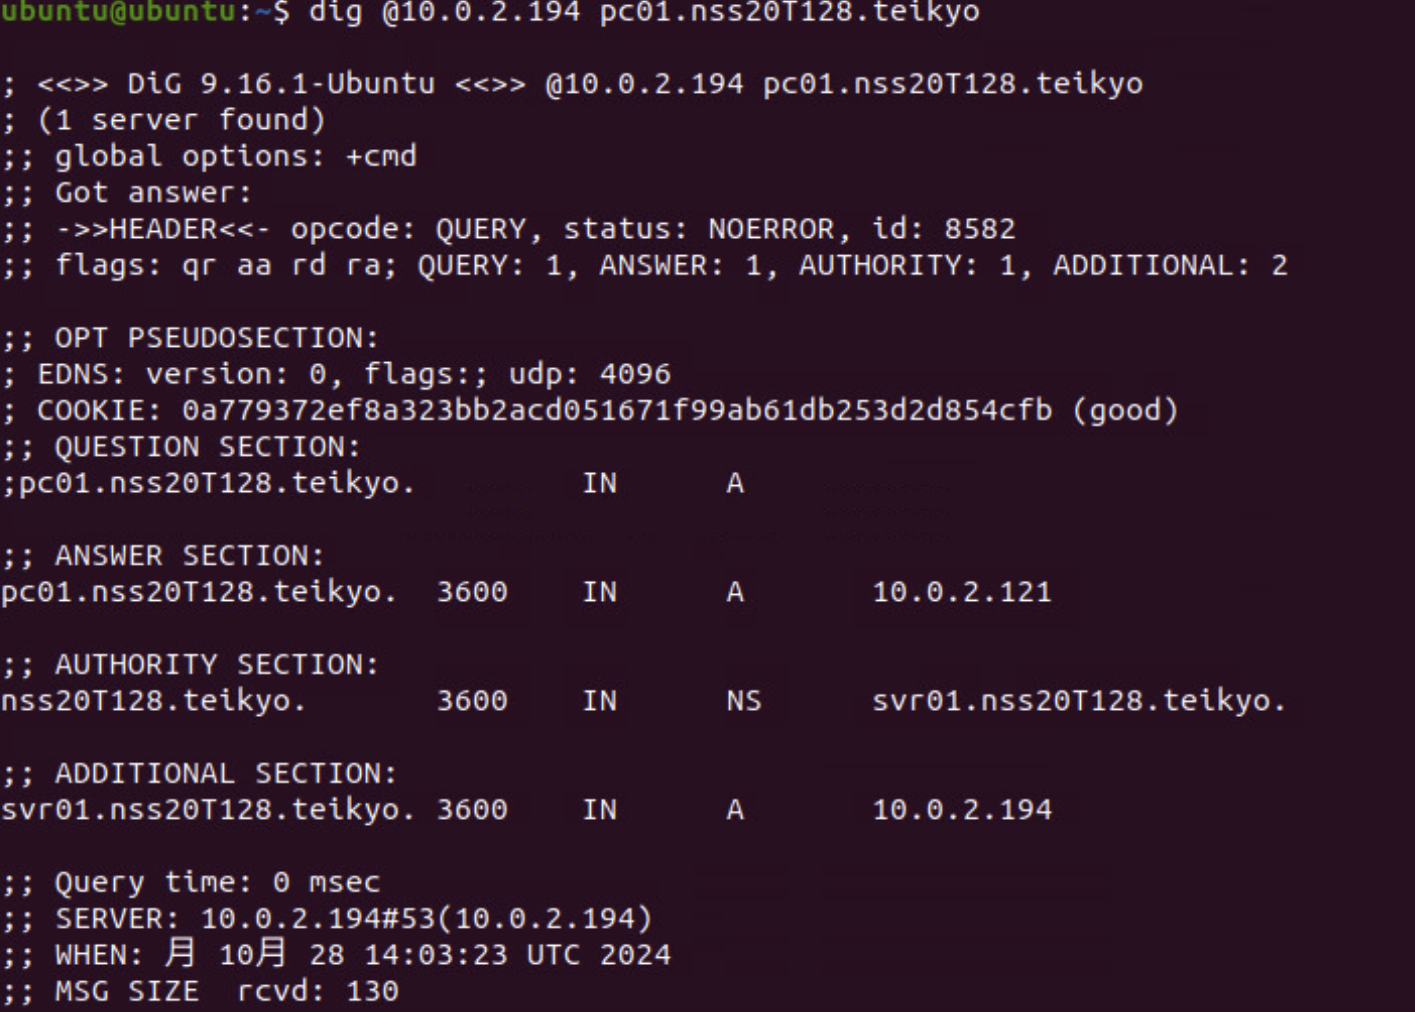 ubuntu@ubuntu:~$ dig @10.0.2.194 pc01.nss20T128.teikyo
; <<>> DiG 9.16.1-Ubuntu <<>> @10.0.2.194 pc01.nss20T128.teikyo
; (1 server found)
;; global options: +cmd
;; Got answer:
;; ->>HEADER<<- opcode: QUERY, status: NOERROR, id: 8582
;; flags: qr aa rd ra; QUERY: 1, ANSWER: 1, AUTHORITY: 1, ADDITIONAL: 2
;; OPT PSEUDOSECTION:
; EDNS: version: 0, flags:; udp: 4096
; COOKIE: 0a779372ef8a323bb2acd051671f99ab61db253d2d854cfb (good)
;; QUESTION SECTION:
;pc01.nss20T128.teikyo. IN A
;; ANSWER SECTION:
pc01.nss20T128.teikyo. 3600 IN A 10.0.2.121
;; AUTHORITY SECTION:
nss20T128.teikyo. 3600 IN NS svr01.nss20T128.teikyo.
;; ADDITIONAL SECTION:
svr01.nss20T128.teikyo. 3600 IN A 10.0.2.194
;; Query time: 0 msec
;; SERVER: 10.0.2.194#53(10.0.2.194)
;; WHEN: 月 10月 28 14:03:23 UTC 2024
;; MSG SIZE rcvd: 130